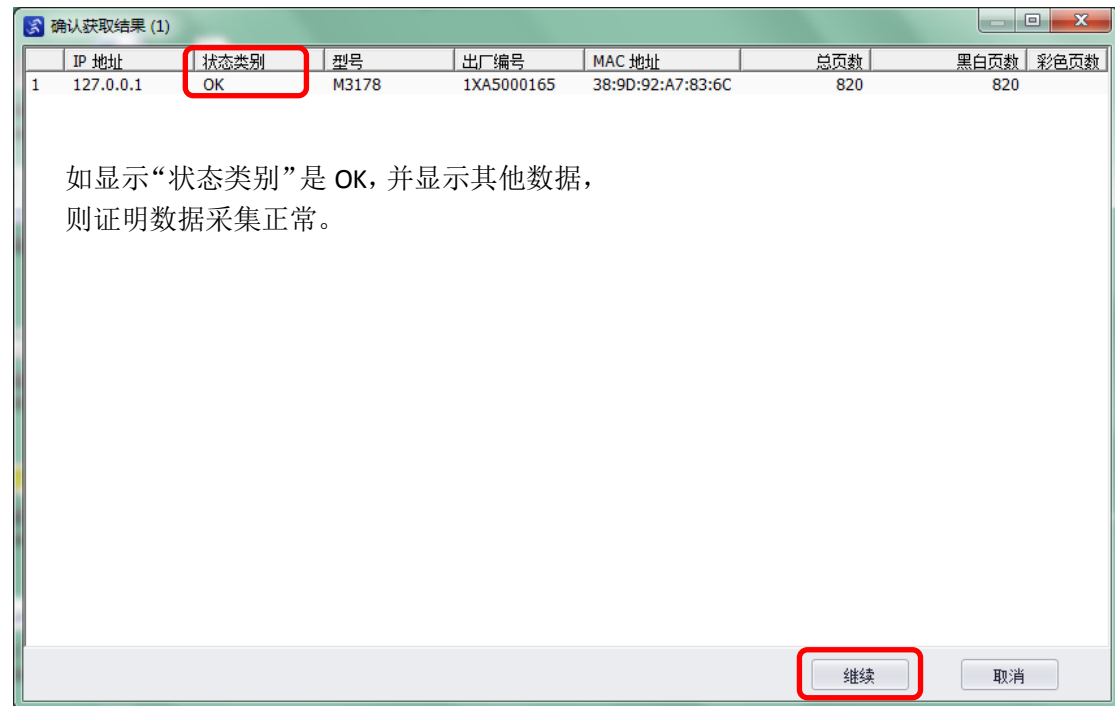 确认获取结果 (1)
IP 地址 状态类别 型号 出厂编号 MAC 地址 总页数 黑白页数 彩色页数
1 127.0.0.1 OK M3178 1XA5000165 38:9D:92:A7:83:6C 820 820
如显示“状态类别”是 OK，并显示其他数据，
则证明数据采集正常。
继续 取消